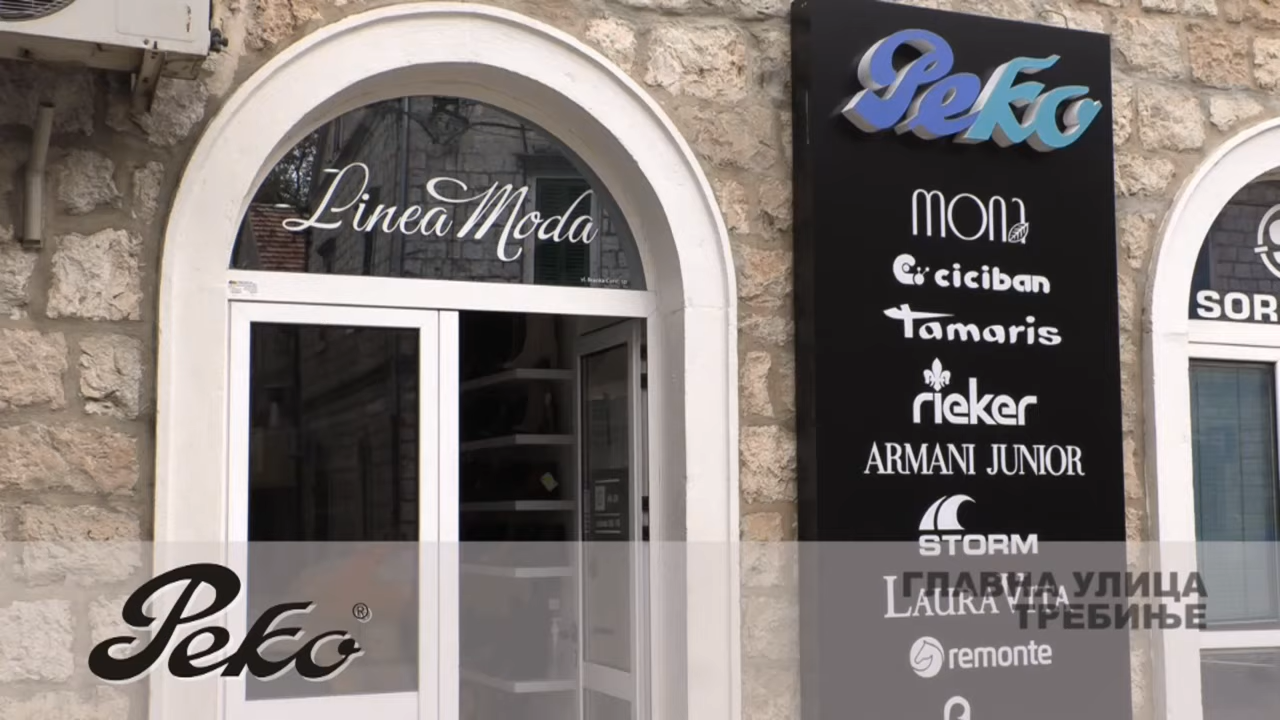 Linea Moda
Peko
mona
ciciban
Tamaris
rieker
ARMANI JUNIOR
STORM
LAURA VITA
remonte
SOR
Peko®
ГЛАВНА УЛИЦА
ТРЕБИЊЕ